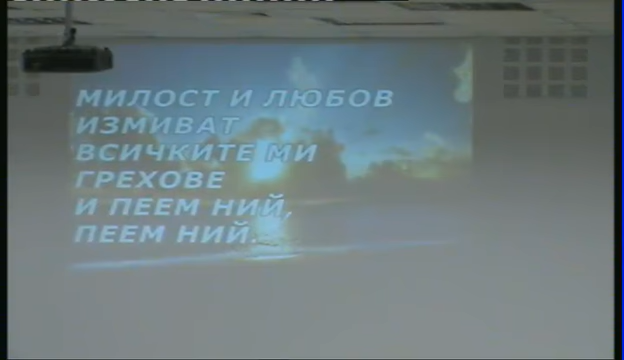 МИЛОСТ И ЛЮБОВ
ИЗМИВАТ
ВСИЧКИТЕ МИ
ГРЕХОВЕ
И ПЕЕМ НИЙ,
ПЕЕМ НИЙ.